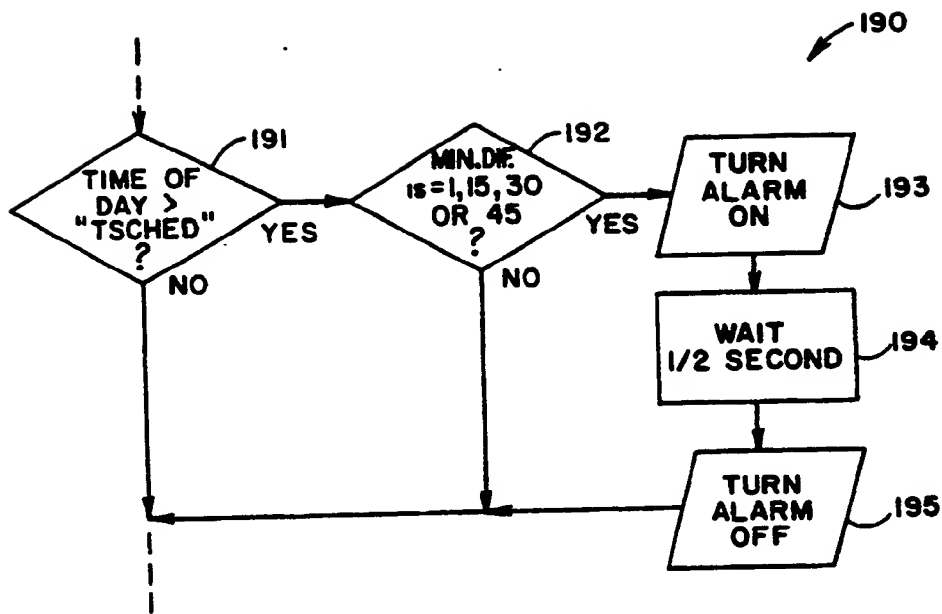 190
191
TIME OF
DAY >
"TSCHED"
?
YES
NO
192
MIN.DIF.
is=1,15,30
OR 45
?
YES
NO
TURN
ALARM
ON
193
WAIT
1/2 SECOND
194
TURN
ALARM
OFF
195